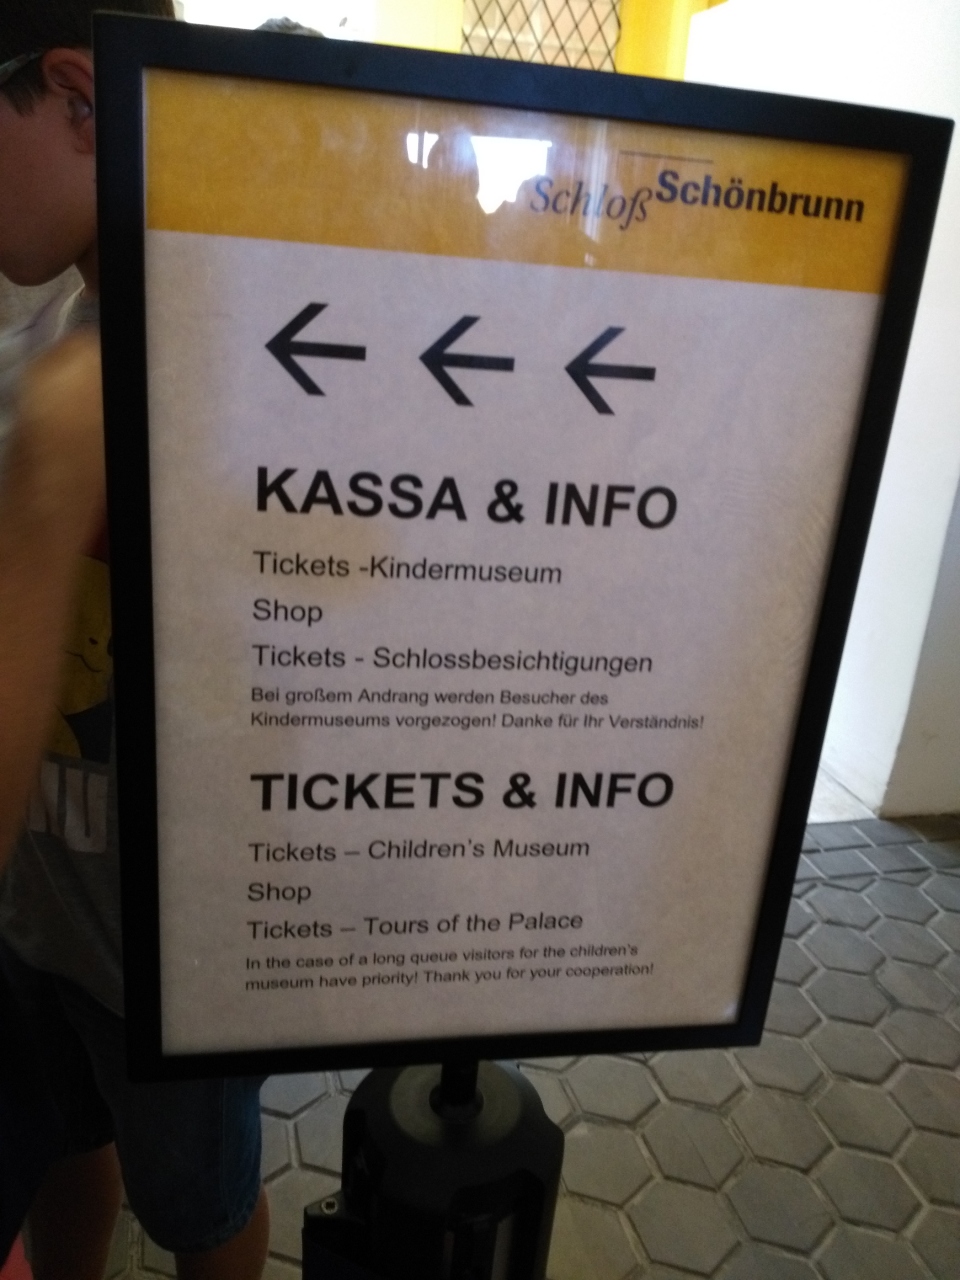 Schloß Schönbrunn
KASSA & INFO
Tickets -Kindermuseum
Shop
Tickets - Schlossbesichtigungen
Bei großem Andrang werden Besucher des
Kindermuseums vorgezogen! Danke für Ihr Verständnis!
TICKETS & INFO
Tickets – Children's Museum
Shop
Tickets – Tours of the Palace
In the case of a long queue visitors for the children's
museum have priority! Thank you for your cooperation!